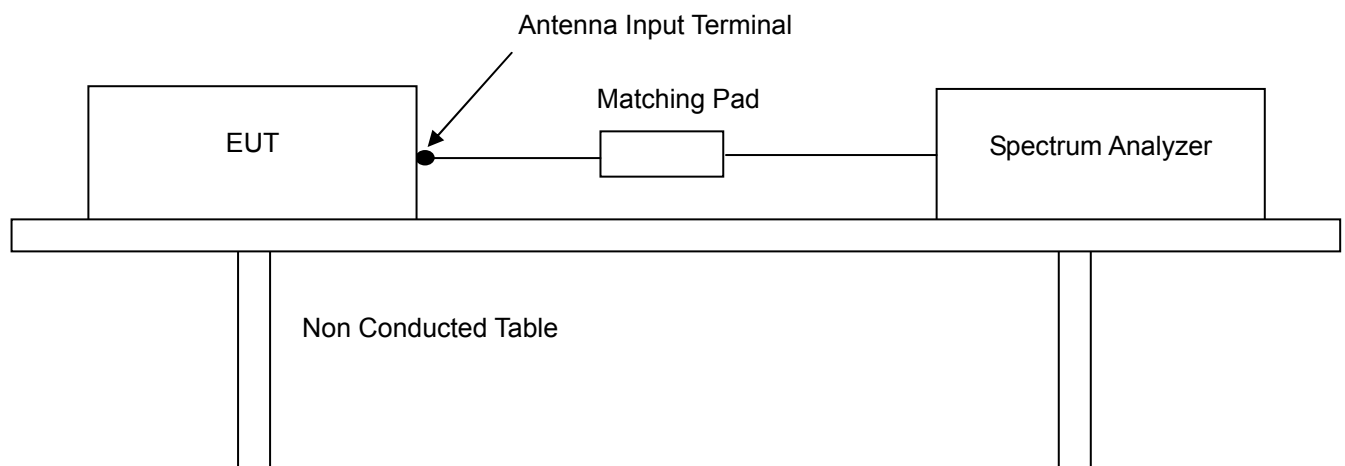 Antenna Input Terminal
Matching Pad
EUT
Spectrum Analyzer
Non Conducted Table